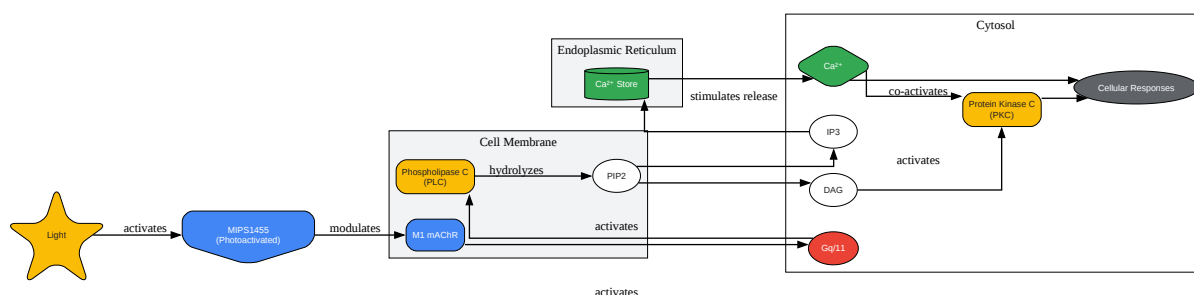 Cytosol
Endoplasmic Reticulum
Ca²⁺
Ca²⁺ Store
Cellular Responses
stimulates release
co-activates
Protein Kinase C
(PKC)
Cell Membrane
IP3
Phospholipase C
(PLC)
hydrolyzes
PIP2
activates
DAG
Light
activates
MIPS1455
(Photoactivated)
modulates
M1 mAChR
activates
Gq/11
activates